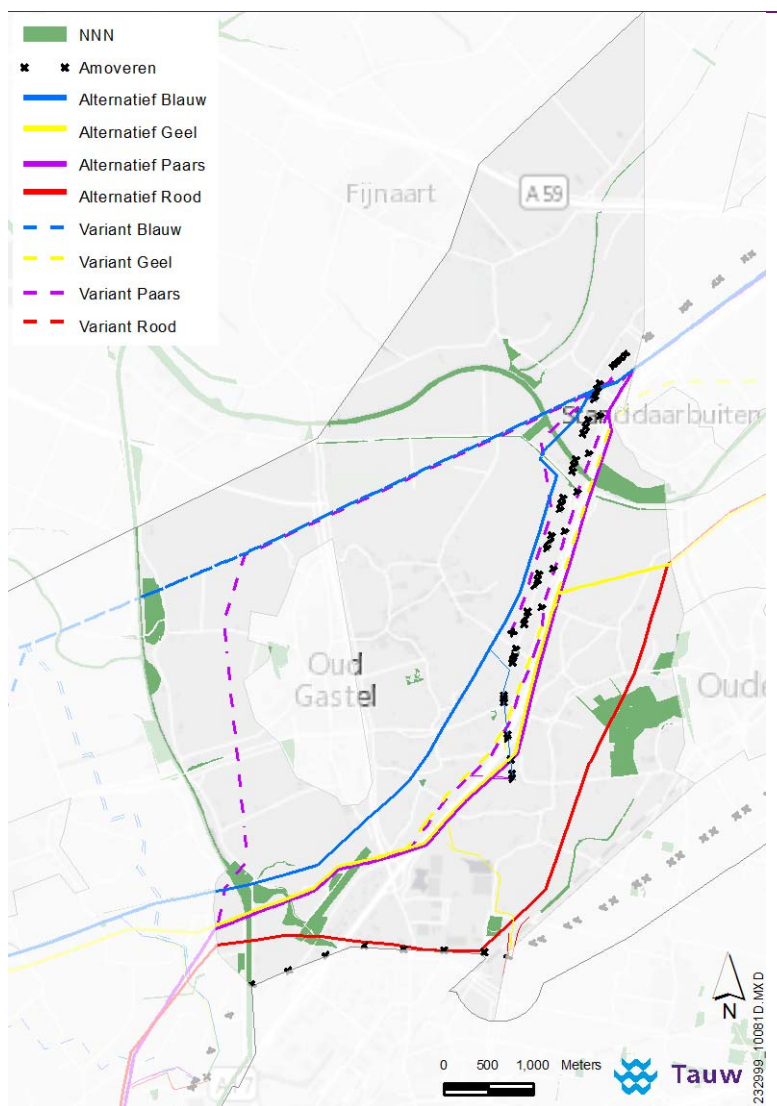 NNN
Amoveren
Alternatief Blauw
Alternatief Geel
Alternatief Paars
Alternatief Rood
Variant Blauw
Variant Geel
Variant Paars
Variant Rood
Fijnaart
A 59
Standdaarbuiten
Oud
Gastel
Oude
N
0 500 1,000 Meters
Tauw
232999_10081D.MXD